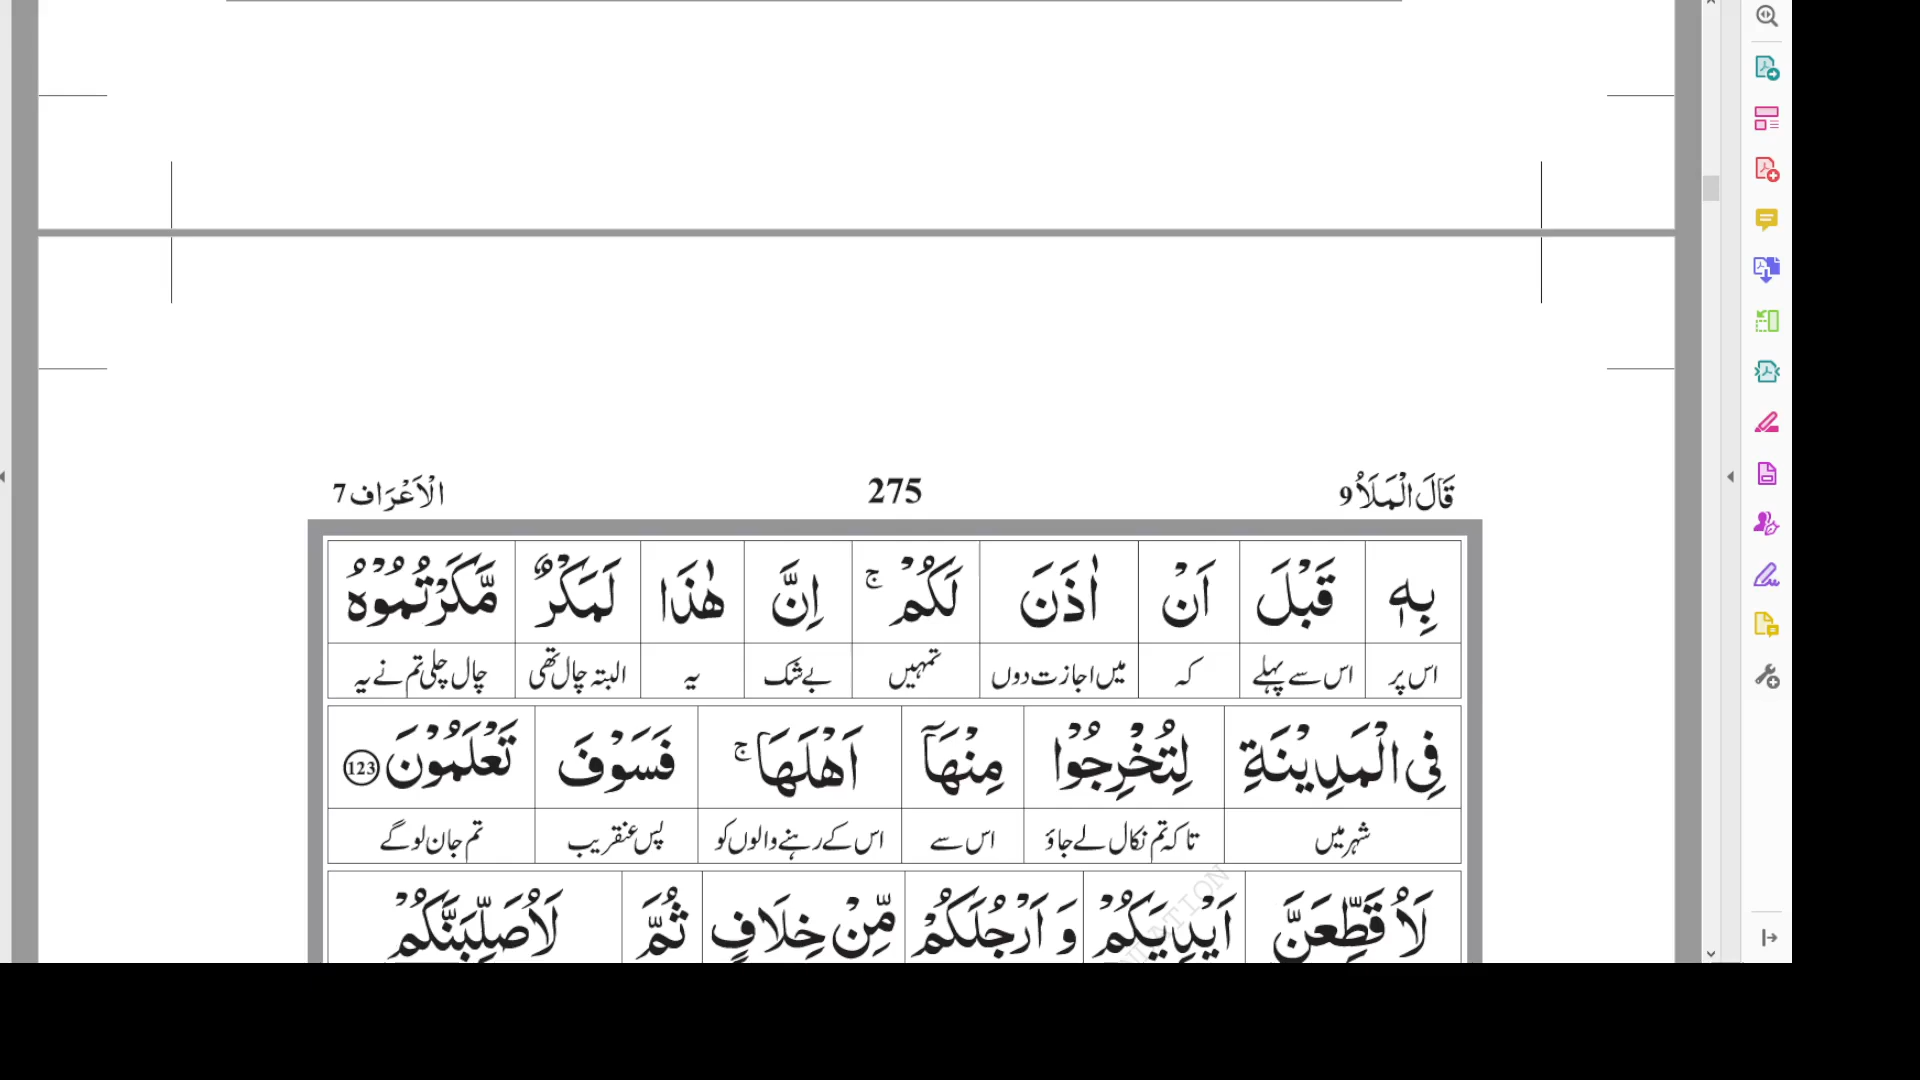 قَالَ الْمَلَاُ 9 275 الْاَعْرَاف 7
بِهٖ قَبْلَ اَنْ اٰذَنَ لَكُمْ ۚ اِنَّ هٰذَا لَمَكْرٌ مَّكَرْتُمُوْهُ
اس پر اس سے پہلے کہ میں اجازت دوں تمہیں بے شک یہ البتہ چال تھی چال چلی تم نے یہ
فِى الْمَدِيْنَةِ لِتُخْرِجُوْا مِنْهَآ اَهْلَهَا ۚ فَسَوْفَ تَعْلَمُوْنَ 123
شہر میں تاکہ تم نکال لے جاؤ اس سے اس کے رہنے والوں کو پس عنقریب تم جان لو گے
لَاُقَطِّعَنَّ اَيْدِيَكُمْ وَ اَرْجُلَكُمْ مِّنْ خِلَافٍ ثُمَّ لَاُصَلِّبَنَّكُمْ